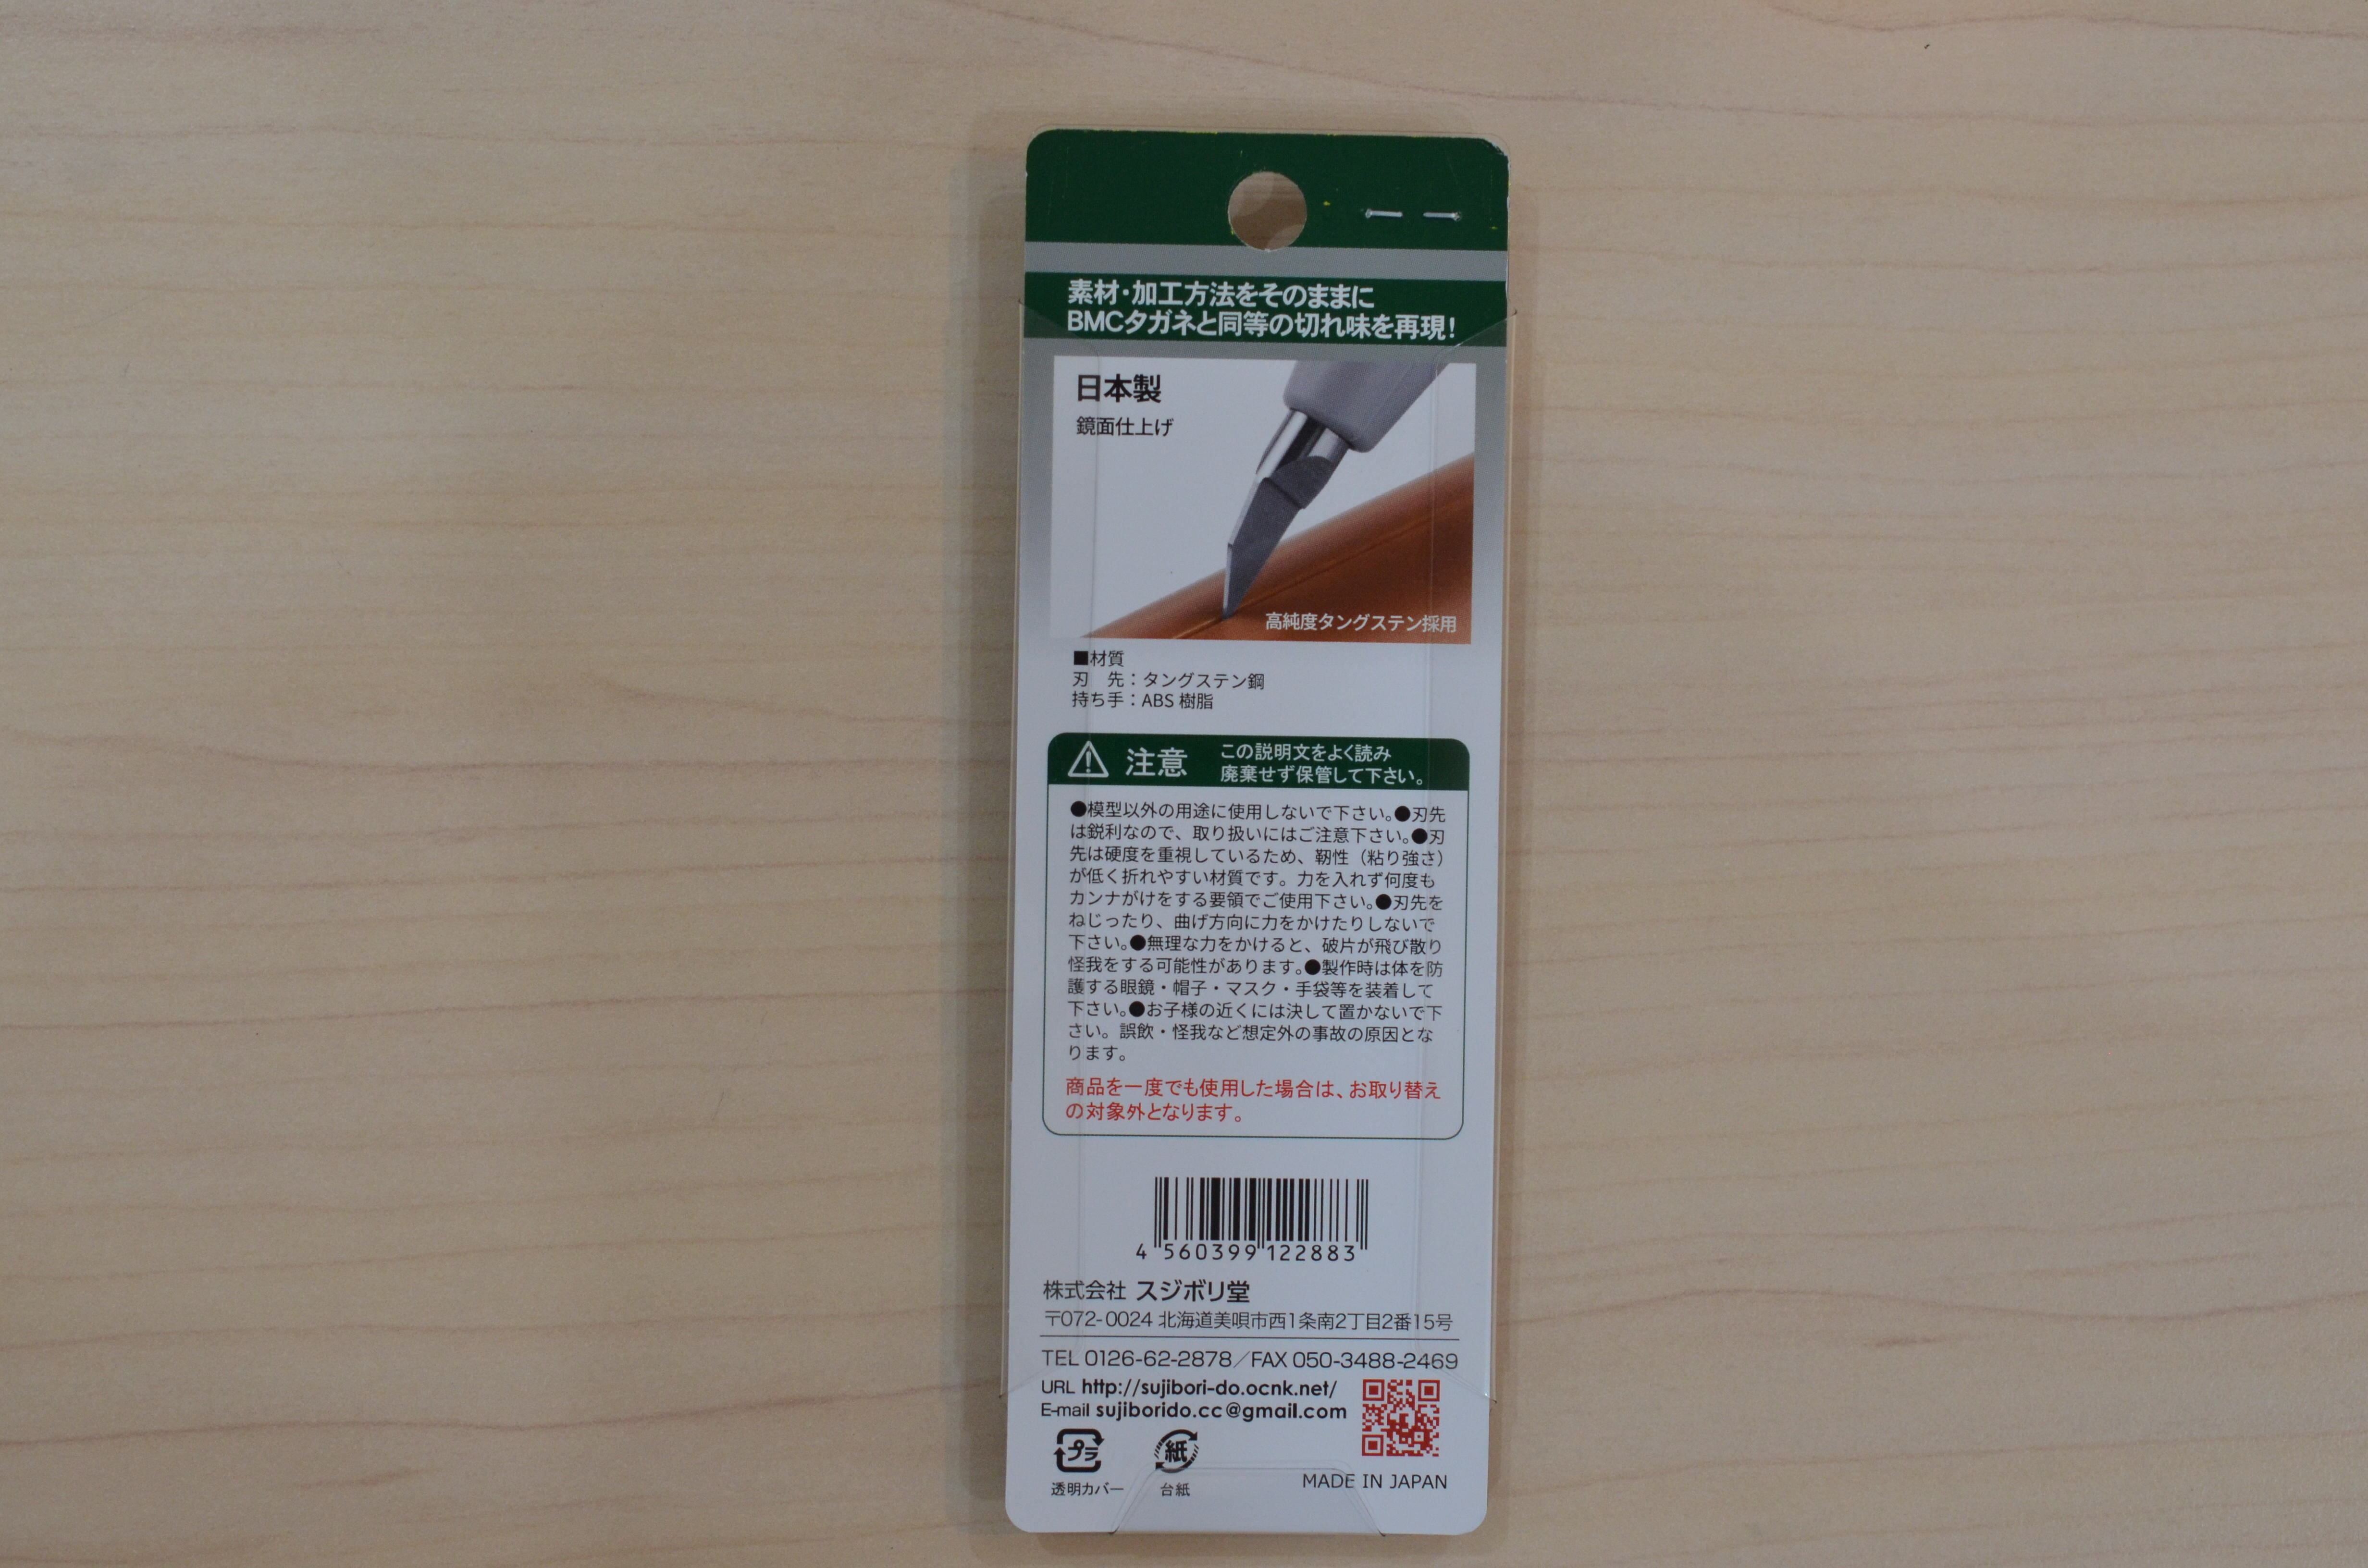 素材・加工方法をそのままに
BMCタガネと同等の切れ味を再現!
日本製
鏡面仕上げ
高純度タングステン採用
■材質
刃　先：タングステン鋼
持ち手：ABS 樹脂
注意
この説明文をよく読み
廃棄せず保管して下さい。
●模型以外の用途に使用しないで下さい。●刃先
は鋭利なので、取り扱いにはご注意下さい。●刃
先は硬度を重視しているため、靭性（粘り強さ）
が低く折れやすい材質です。力を入れず何度も
カンナがけをする要領でご使用下さい。●刃先を
ねじったり、曲げ方向に力をかけたりしないで
下さい。●無理な力をかけると、破片が飛び散り
怪我をする可能性があります。●製作時は体を防
護する眼鏡・帽子・マスク・手袋等を装着して
下さい。●お子様の近くには決して置かないで下
さい。誤飲・怪我など想定外の事故の原因とな
ります。
商品を一度でも使用した場合は、お取り替え
の対象外となります。
4 560399 122883
株式会社 スジボリ堂
〒072-0024 北海道美唄市西1条南2丁目2番15号
TEL 0126-62-2878／FAX 050-3488-2469
URL http://sujibori-do.ocnk.net/
E-mail sujiborido.cc@gmail.com
プラ
紙
透明カバー
台紙
MADE IN JAPAN